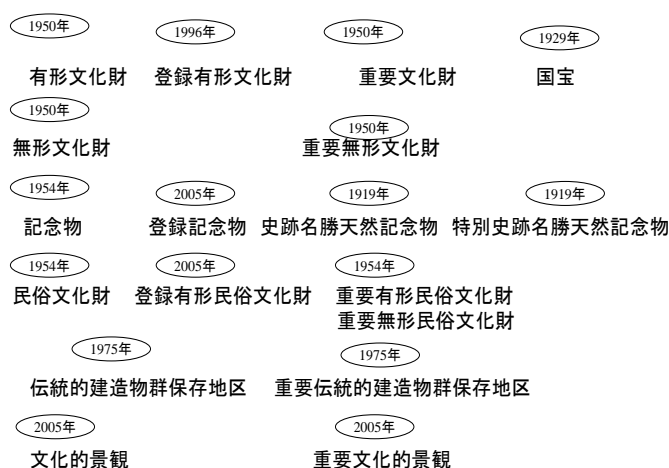 1950年 1996年 1950年 1929年
有形文化財 登録有形文化財 重要文化財 国宝
1950年 1950年
無形文化財 重要無形文化財
1954年 2005年 1919年 1919年
記念物 登録記念物 史跡名勝天然記念物 特別史跡名勝天然記念物
1954年 2005年 1954年
民俗文化財 登録有形民俗文化財 重要有形民俗文化財
重要無形民俗文化財
1975年 1975年
伝統的建造物群保存地区 重要伝統的建造物群保存地区
2005年 2005年
文化的景観 重要文化的景観